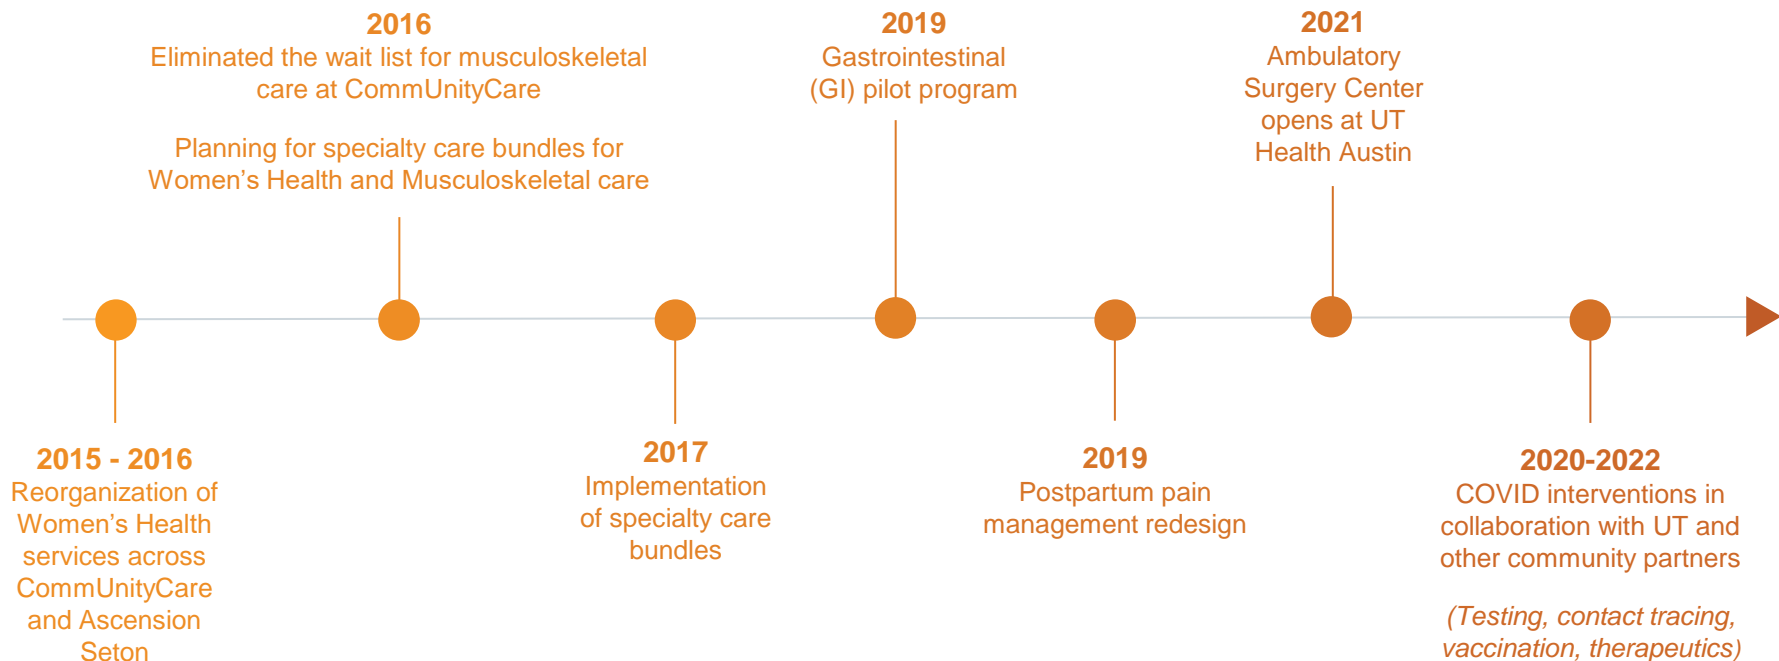 2016
Eliminated the wait list for musculoskeletal
care at CommUnityCare
Planning for specialty care bundles for
Women’s Health and Musculoskeletal care
2019
Gastrointestinal
(GI) pilot program
2021
Ambulatory
Surgery Center
opens at UT
Health Austin
2015 - 2016
Reorganization of
Women’s Health
services across
CommUnityCare
and Ascension
Seton
2017
Implementation
of specialty care
bundles
2019
Postpartum pain
management redesign
2020-2022
COVID interventions in
collaboration with UT and
other community partners
(Testing, contact tracing,
vaccination, therapeutics)